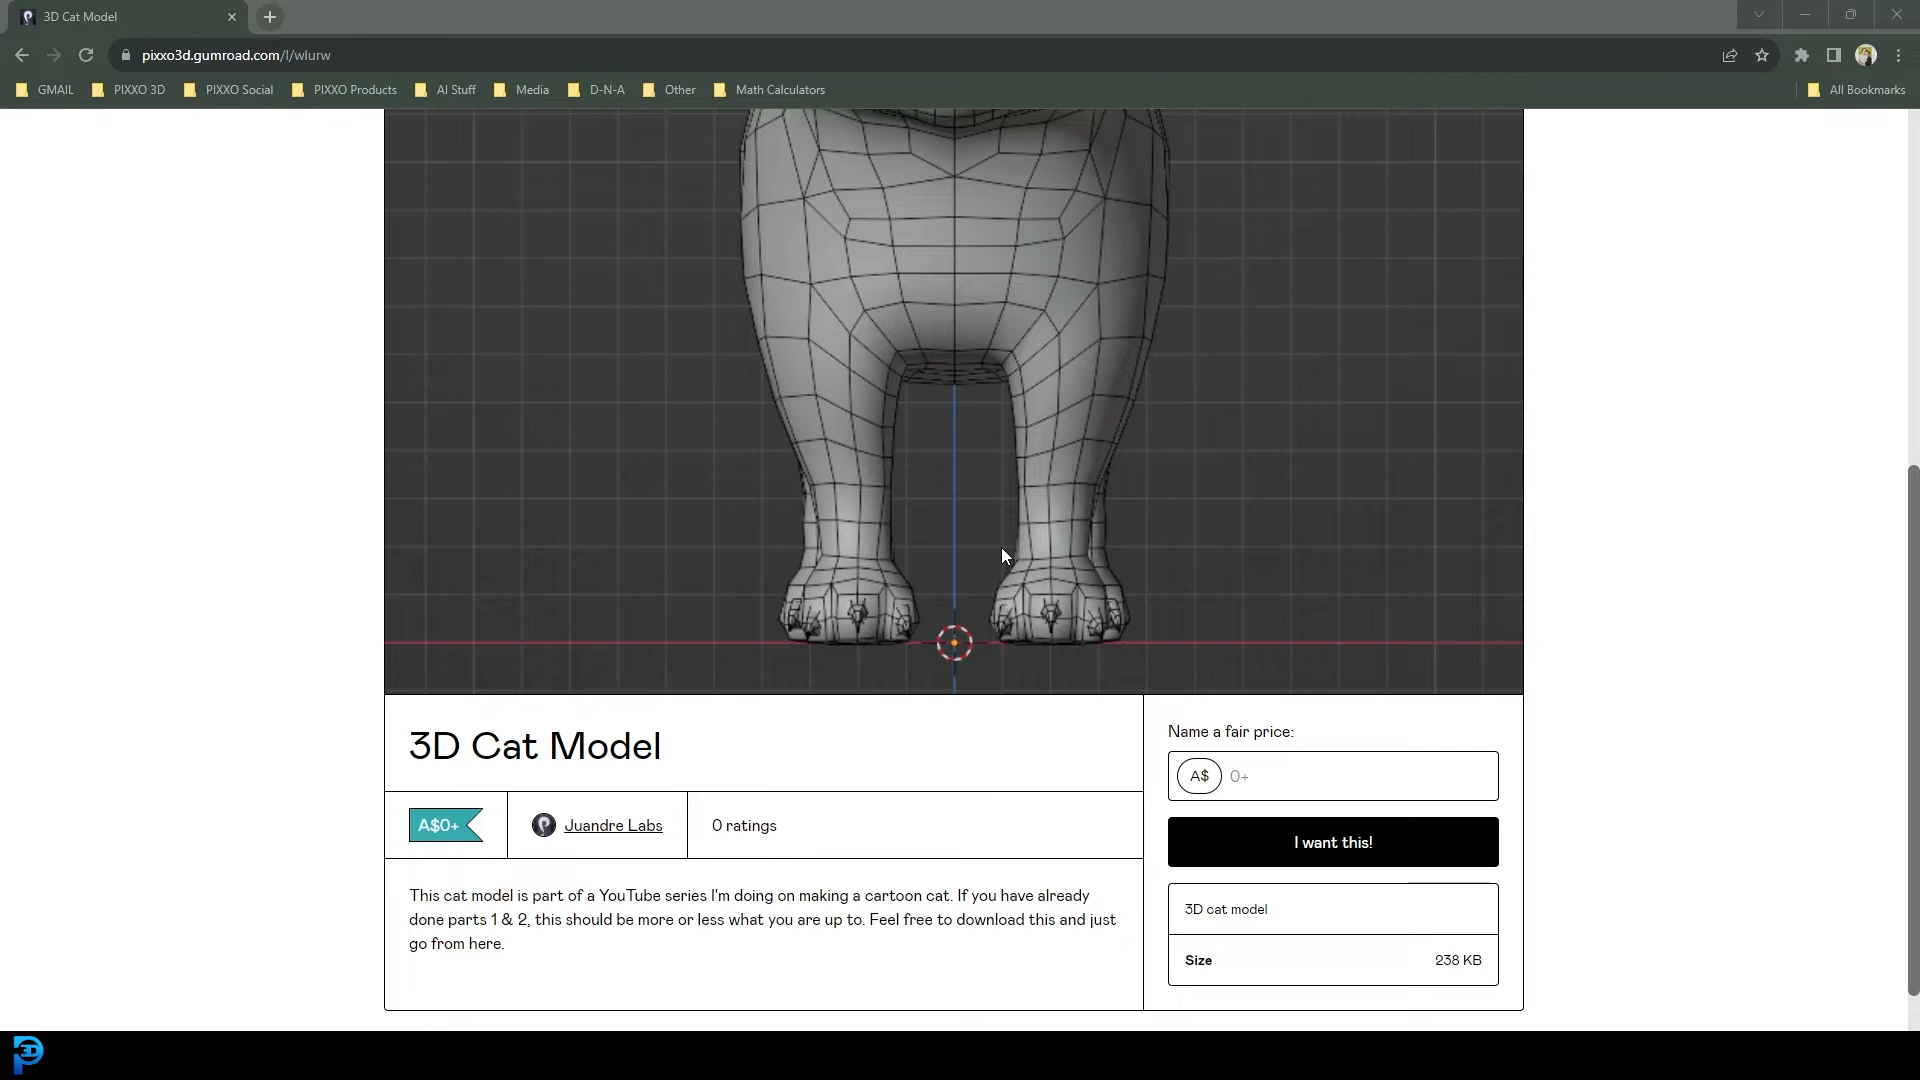 3D Cat Model
pixxo3d.gumroad.com/l/wlurw
GMAIL PIXXO 3D PIXXO Social PIXXO Products AI Stuff Media D-N-A Other Math Calculators All Bookmarks
3D Cat Model
A$0+ Juandre Labs 0 ratings
This cat model is part of a YouTube series I'm doing on making a cartoon cat. If you have already
done parts 1 & 2, this should be more or less what you are up to. Feel free to download this and just
go from here.
Name a fair price:
A$ 0+
I want this!
3D cat model
Size 238 KB
3D